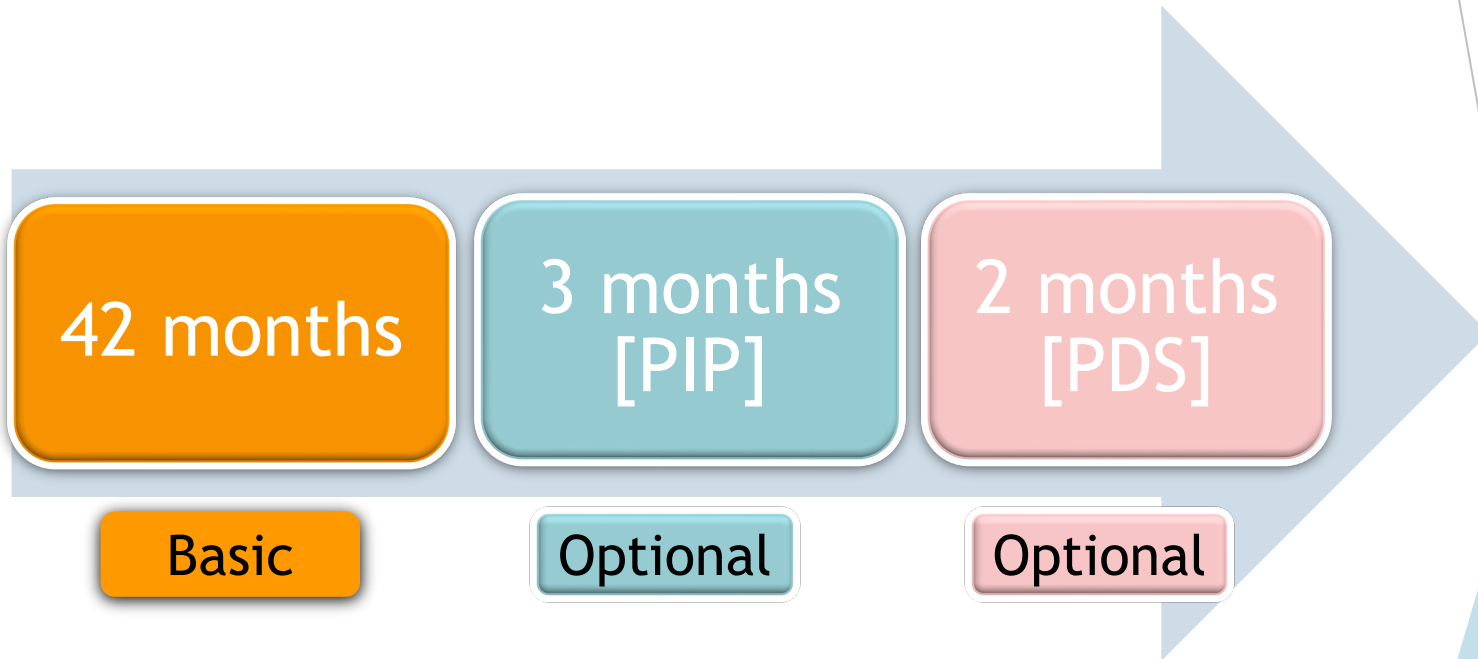 42 months
3 months
[PIP]
2 months
[PDS]
Basic
Optional
Optional